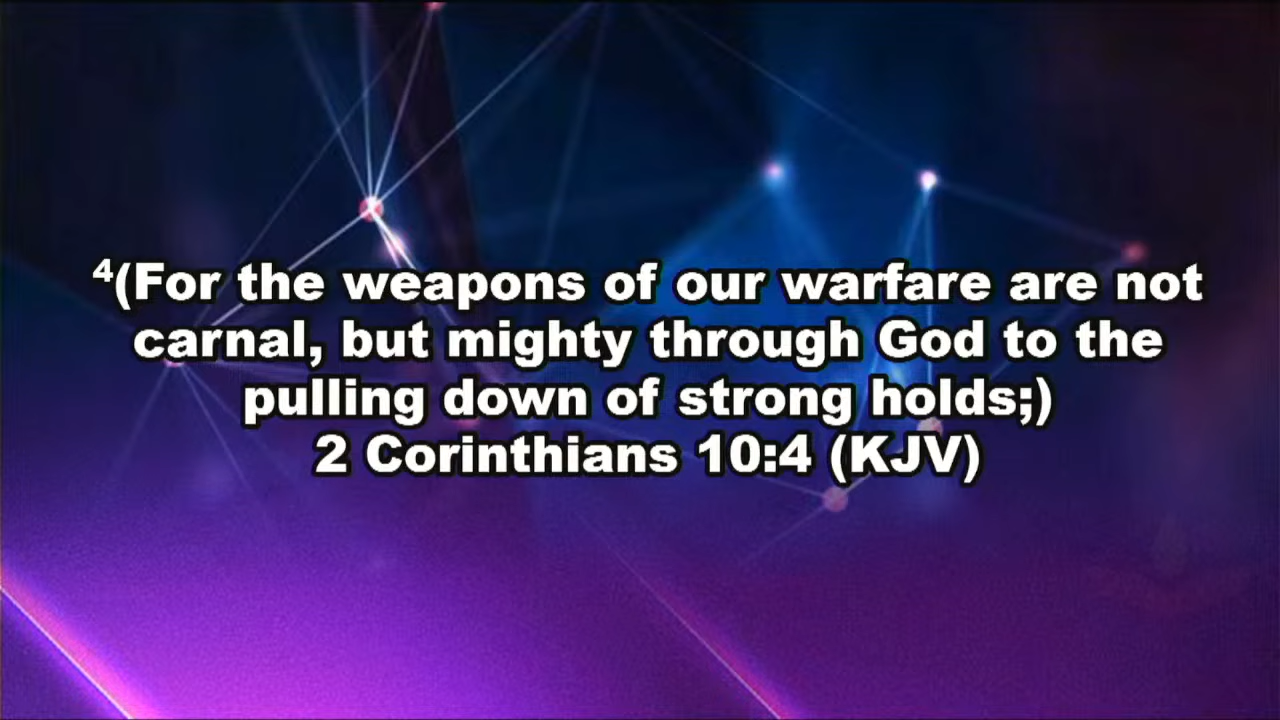 ⁴(For the weapons of our warfare are not
carnal, but mighty through God to the
pulling down of strong holds;)
2 Corinthians 10:4 (KJV)